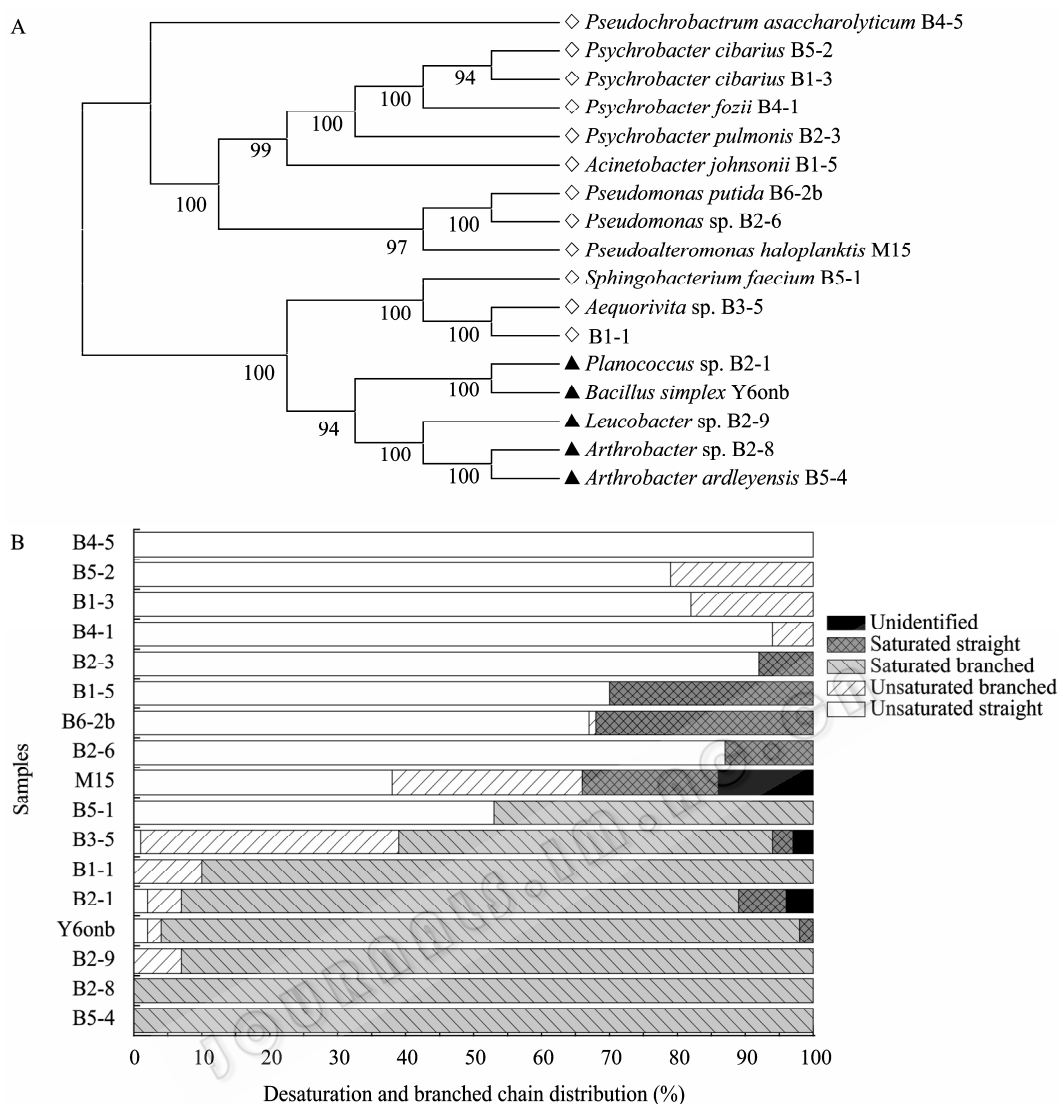 A
Pseudochrobactrum asaccharolyticum B4-5
Psychrobacter cibarius B5-2
94
Psychrobacter cibarius B1-3
100
Psychrobacter fozii B4-1
100
Psychrobacter pulmonis B2-3
99
Acinetobacter johnsonii B1-5
100
Pseudomonas putida B6-2b
100
Pseudomonas sp. B2-6
97
Pseudoalteromonas haloplanktis M15
Sphingobacterium faecium B5-1
100
Aequorivita sp. B3-5
100
B1-1
100
Planococcus sp. B2-1
100
Bacillus simplex Y6onb
94
Leucobacter sp. B2-9
100
Arthrobacter sp. B2-8
100
Arthrobacter ardleyensis B5-4
B
B4-5
B5-2
B1-3
B4-1
B2-3
B1-5
B6-2b
B2-6
M15
B5-1
B3-5
B1-1
B2-1
Y6onb
B2-9
B2-8
B5-4
Samples
Unidentified
Saturated straight
Saturated branched
Unsaturated branched
Unsaturated straight
0 10 20 30 40 50 60 70 80 90 100
Desaturation and branched chain distribution (%)
journals.im.ac.cn